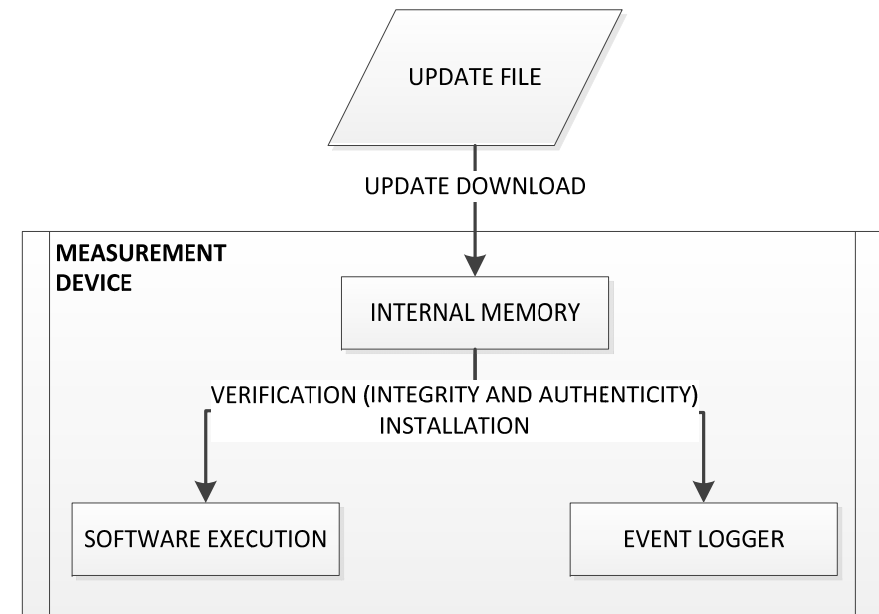 UPDATE FILE
UPDATE DOWNLOAD
MEASUREMENT
DEVICE
INTERNAL MEMORY
VERIFICATION (INTEGRITY AND AUTHENTICITY)
INSTALLATION
SOFTWARE EXECUTION
EVENT LOGGER